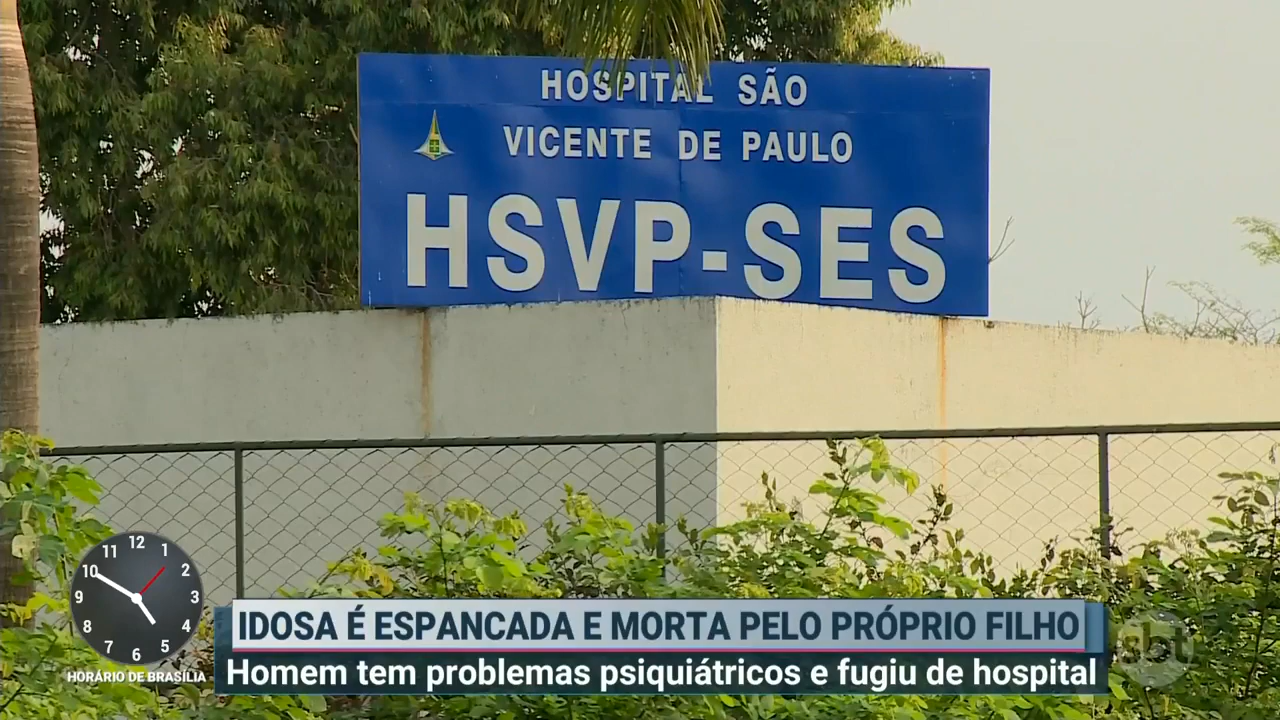 HOSPITAL SÃO
VICENTE DE PAULO
HSVP-SES
12
1
2
3
4
5
6
7
8
9
10
11
HORÁRIO DE BRASÍLIA
IDOSA É ESPANCADA E MORTA PELO PRÓPRIO FILHO
Homem tem problemas psiquiátricos e fugiu de hospital
sbt